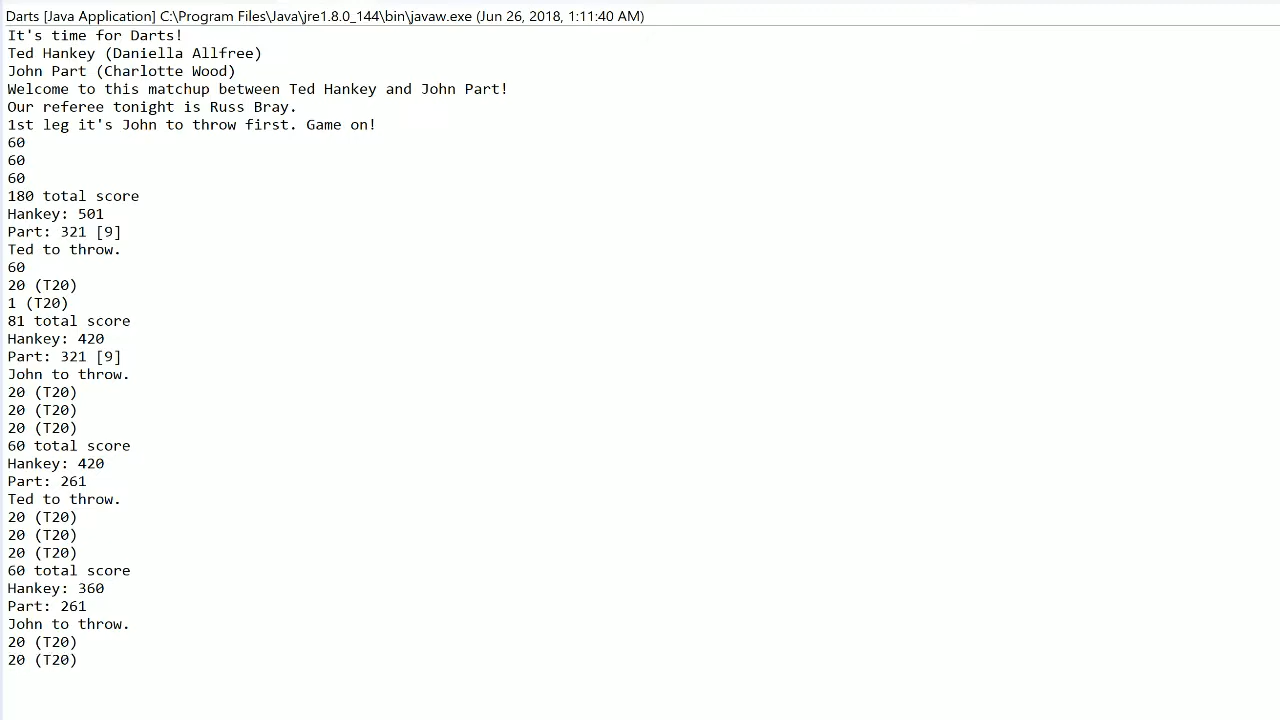 Darts [Java Application] C:\Program Files\Java\jre1.8.0_144\bin\javaw.exe (Jun 26, 2018, 1:11:40 AM)
It's time for Darts!
Ted Hankey (Daniella Allfree)
John Part (Charlotte Wood)
Welcome to this matchup between Ted Hankey and John Part!
Our referee tonight is Russ Bray.
1st leg it's John to throw first. Game on!
60
60
60
180 total score
Hankey: 501
Part: 321 [9]
Ted to throw.
60
20 (T20)
1 (T20)
81 total score
Hankey: 420
Part: 321 [9]
John to throw.
20 (T20)
20 (T20)
20 (T20)
60 total score
Hankey: 420
Part: 261
Ted to throw.
20 (T20)
20 (T20)
20 (T20)
60 total score
Hankey: 360
Part: 261
John to throw.
20 (T20)
20 (T20)